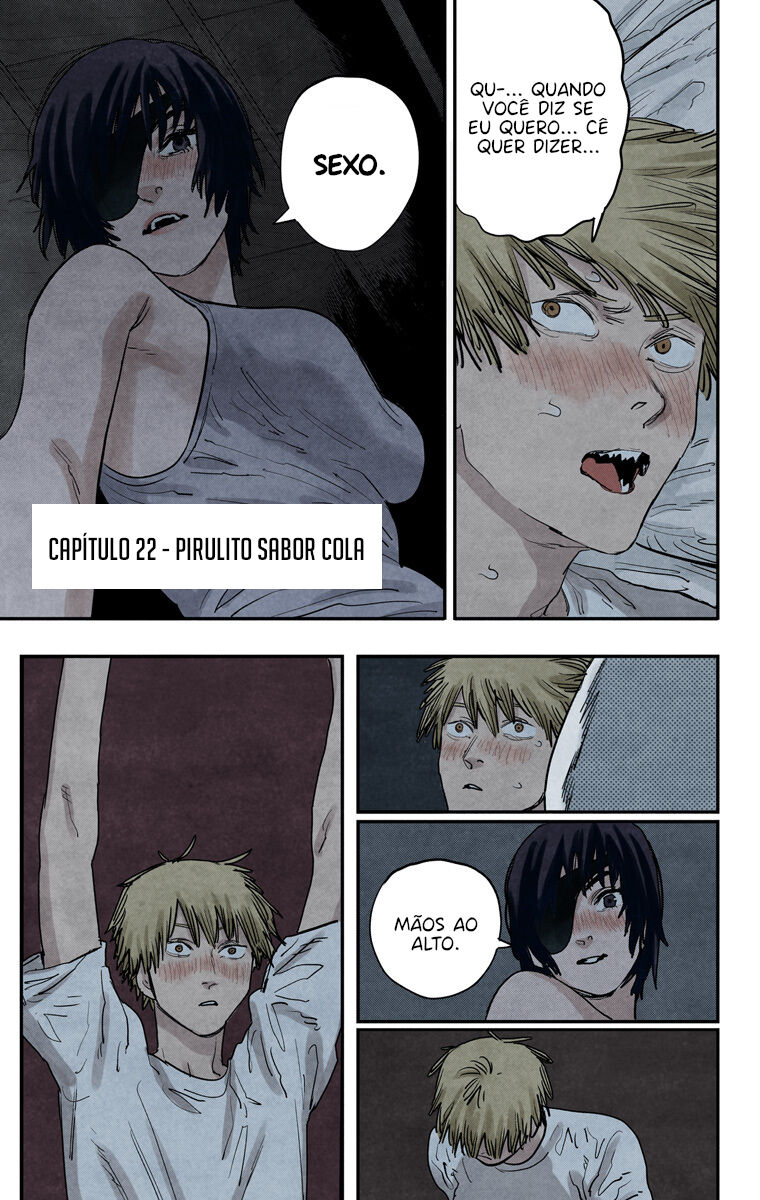 QU-... QUANDO
VOCÊ DIZ SE
EU QUERO... CÊ
QUER DIZER...
SEXO.
CAPÍTULO 22 - PIRULITO SABOR COLA
MÃOS AO
ALTO.